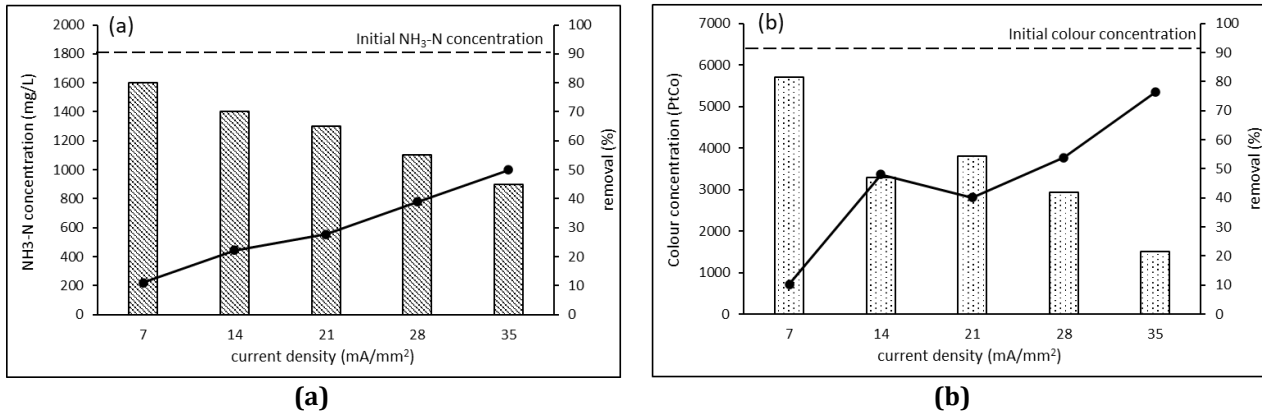 (a)
Initial NH₃-N concentration
NH3-N concentration (mg/L)
2000
1800
1600
1400
1200
1000
800
600
400
200
0
100
90
80
70
60
50
40
30
20
10
0
removal (%)
7 14 21 28 35
current density (mA/mm²)
(a)
(b)
Initial colour concentration
Colour concentration (PtCo)
7000
6000
5000
4000
3000
2000
1000
0
100
90
80
70
60
50
40
30
20
10
0
removal (%)
7 14 21 28 35
current density (mA/mm²)
(b)